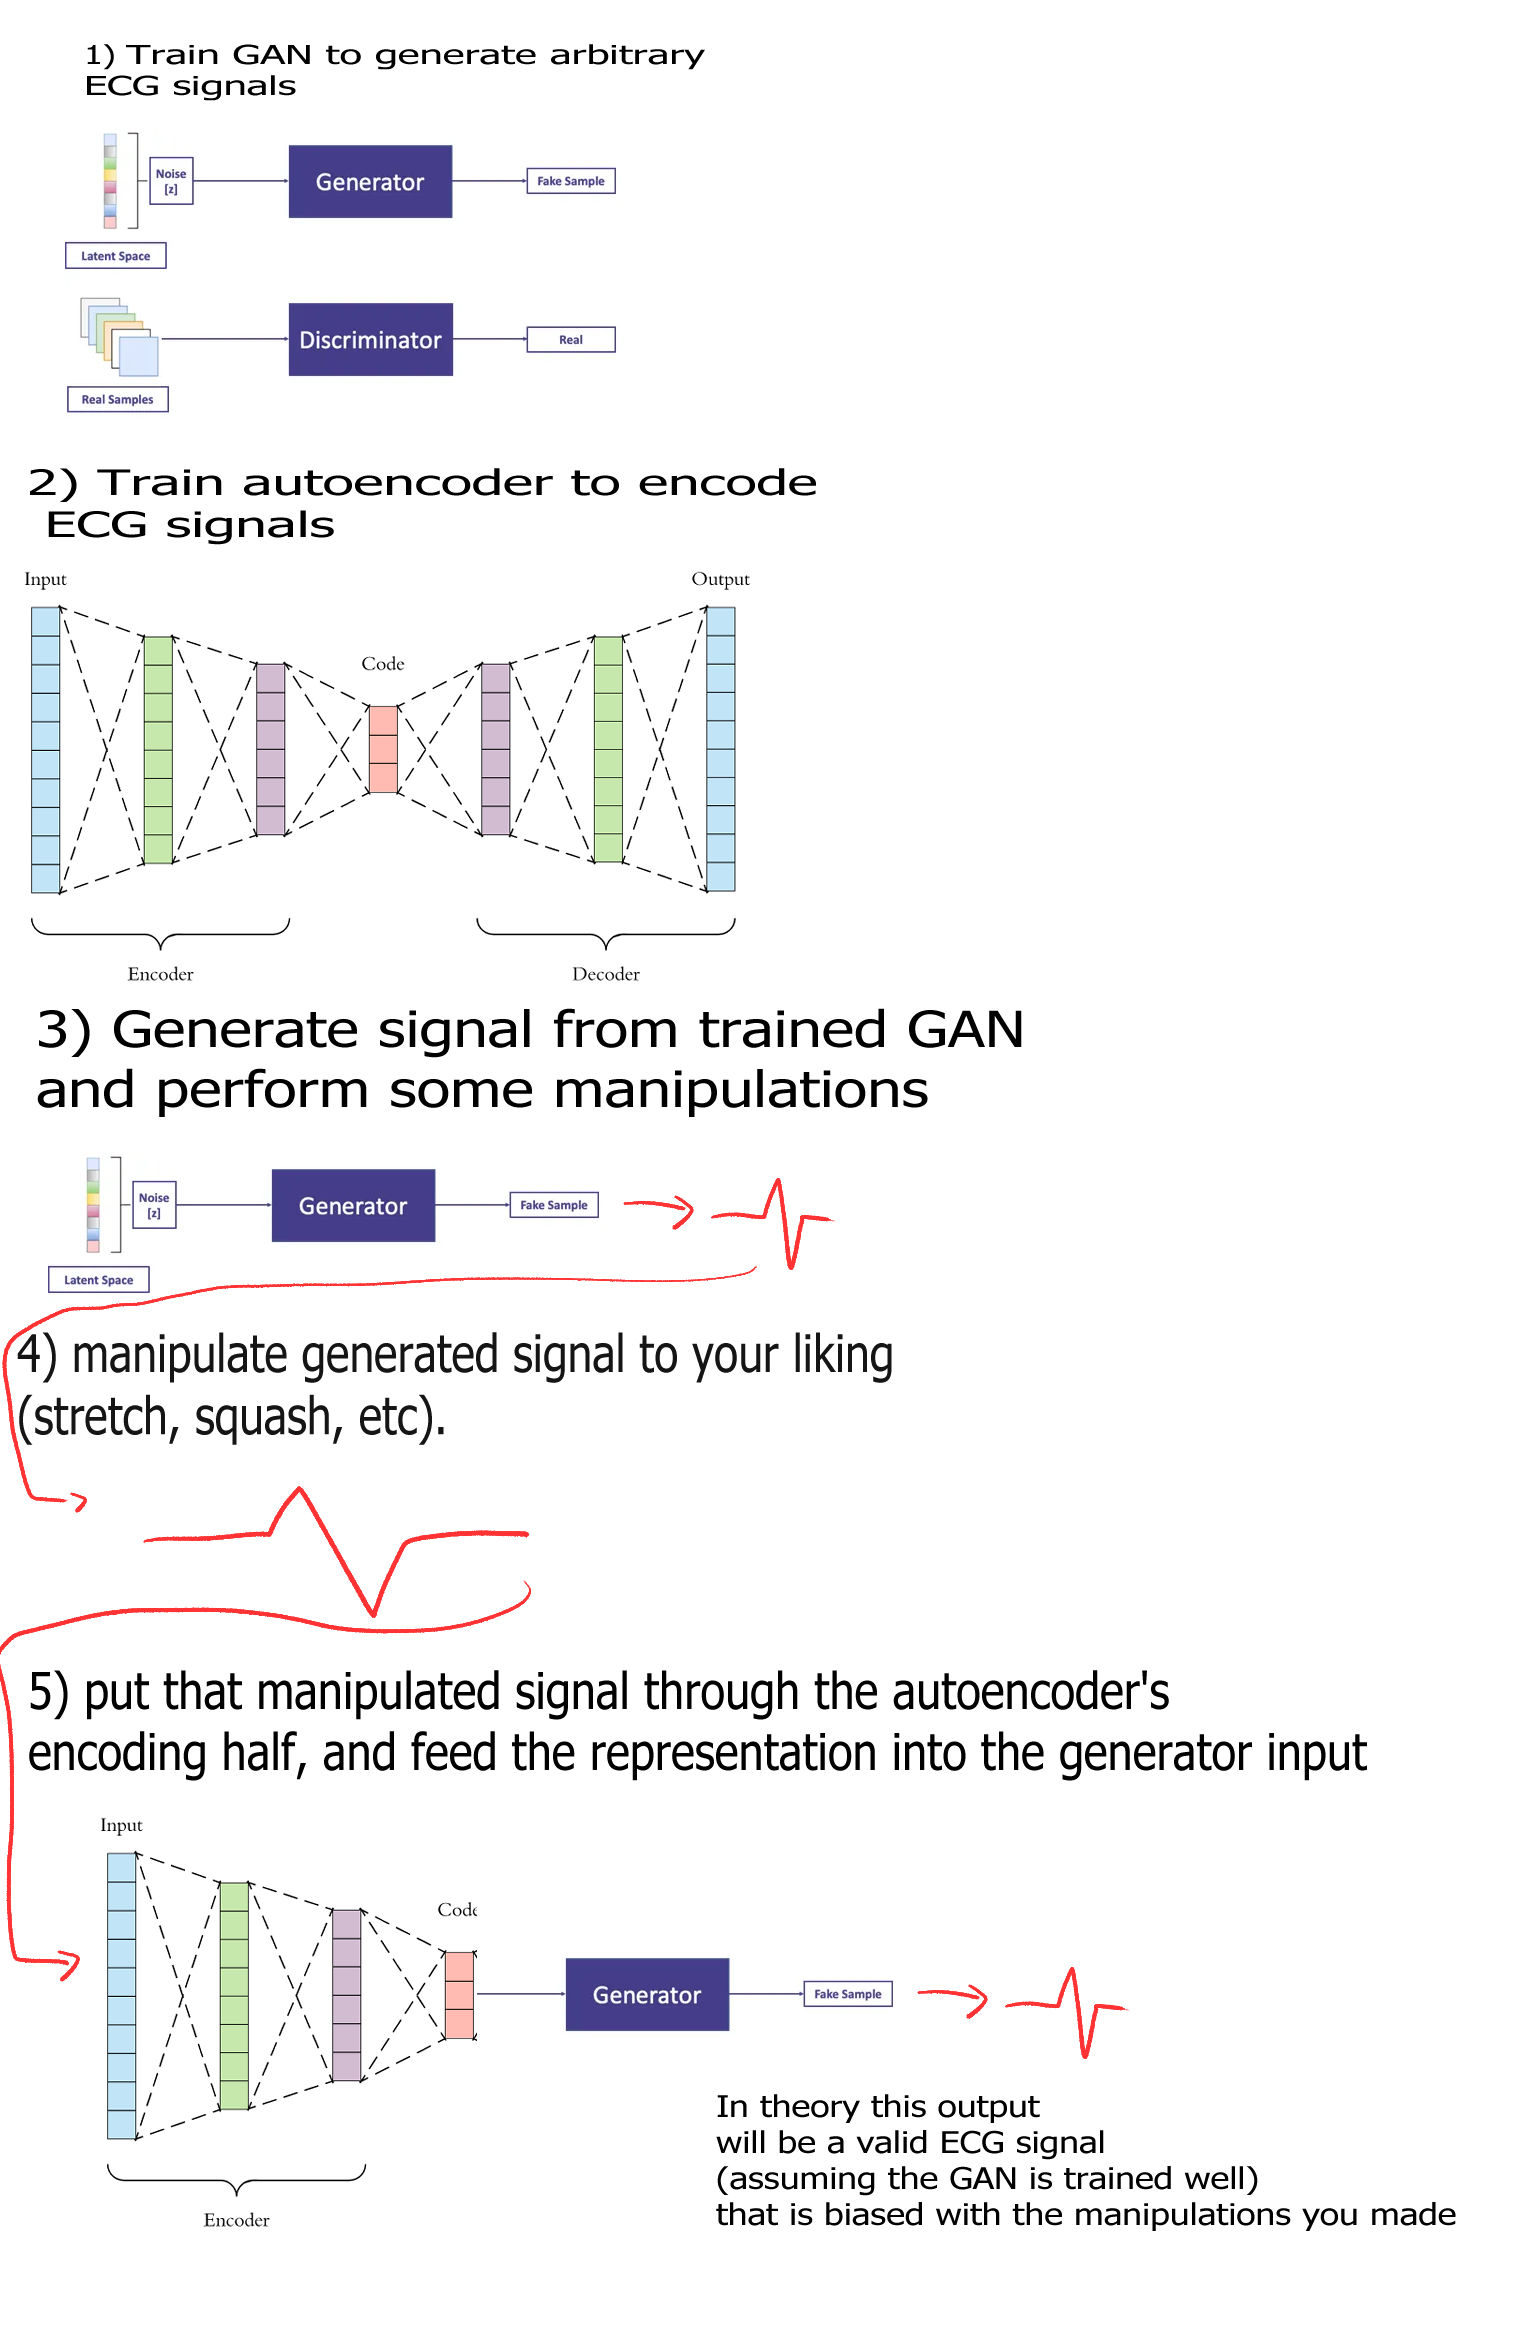 1) Train GAN to generate arbitrary
ECG signals
Noise
[z]
Generator
Fake Sample
Latent Space
Discriminator
Real
Real Samples
2) Train autoencoder to encode
ECG signals
Input
Output
Code
Encoder
Decoder
3) Generate signal from trained GAN
and perform some manipulations
Noise
[z]
Generator
Fake Sample
Latent Space
4) manipulate generated signal to your liking
(stretch, squash, etc).
5) put that manipulated signal through the autoencoder's
encoding half, and feed the representation into the generator input
Input
Code
Generator
Fake Sample
In theory this output
will be a valid ECG signal
(assuming the GAN is trained well)
that is biased with the manipulations you made
Encoder